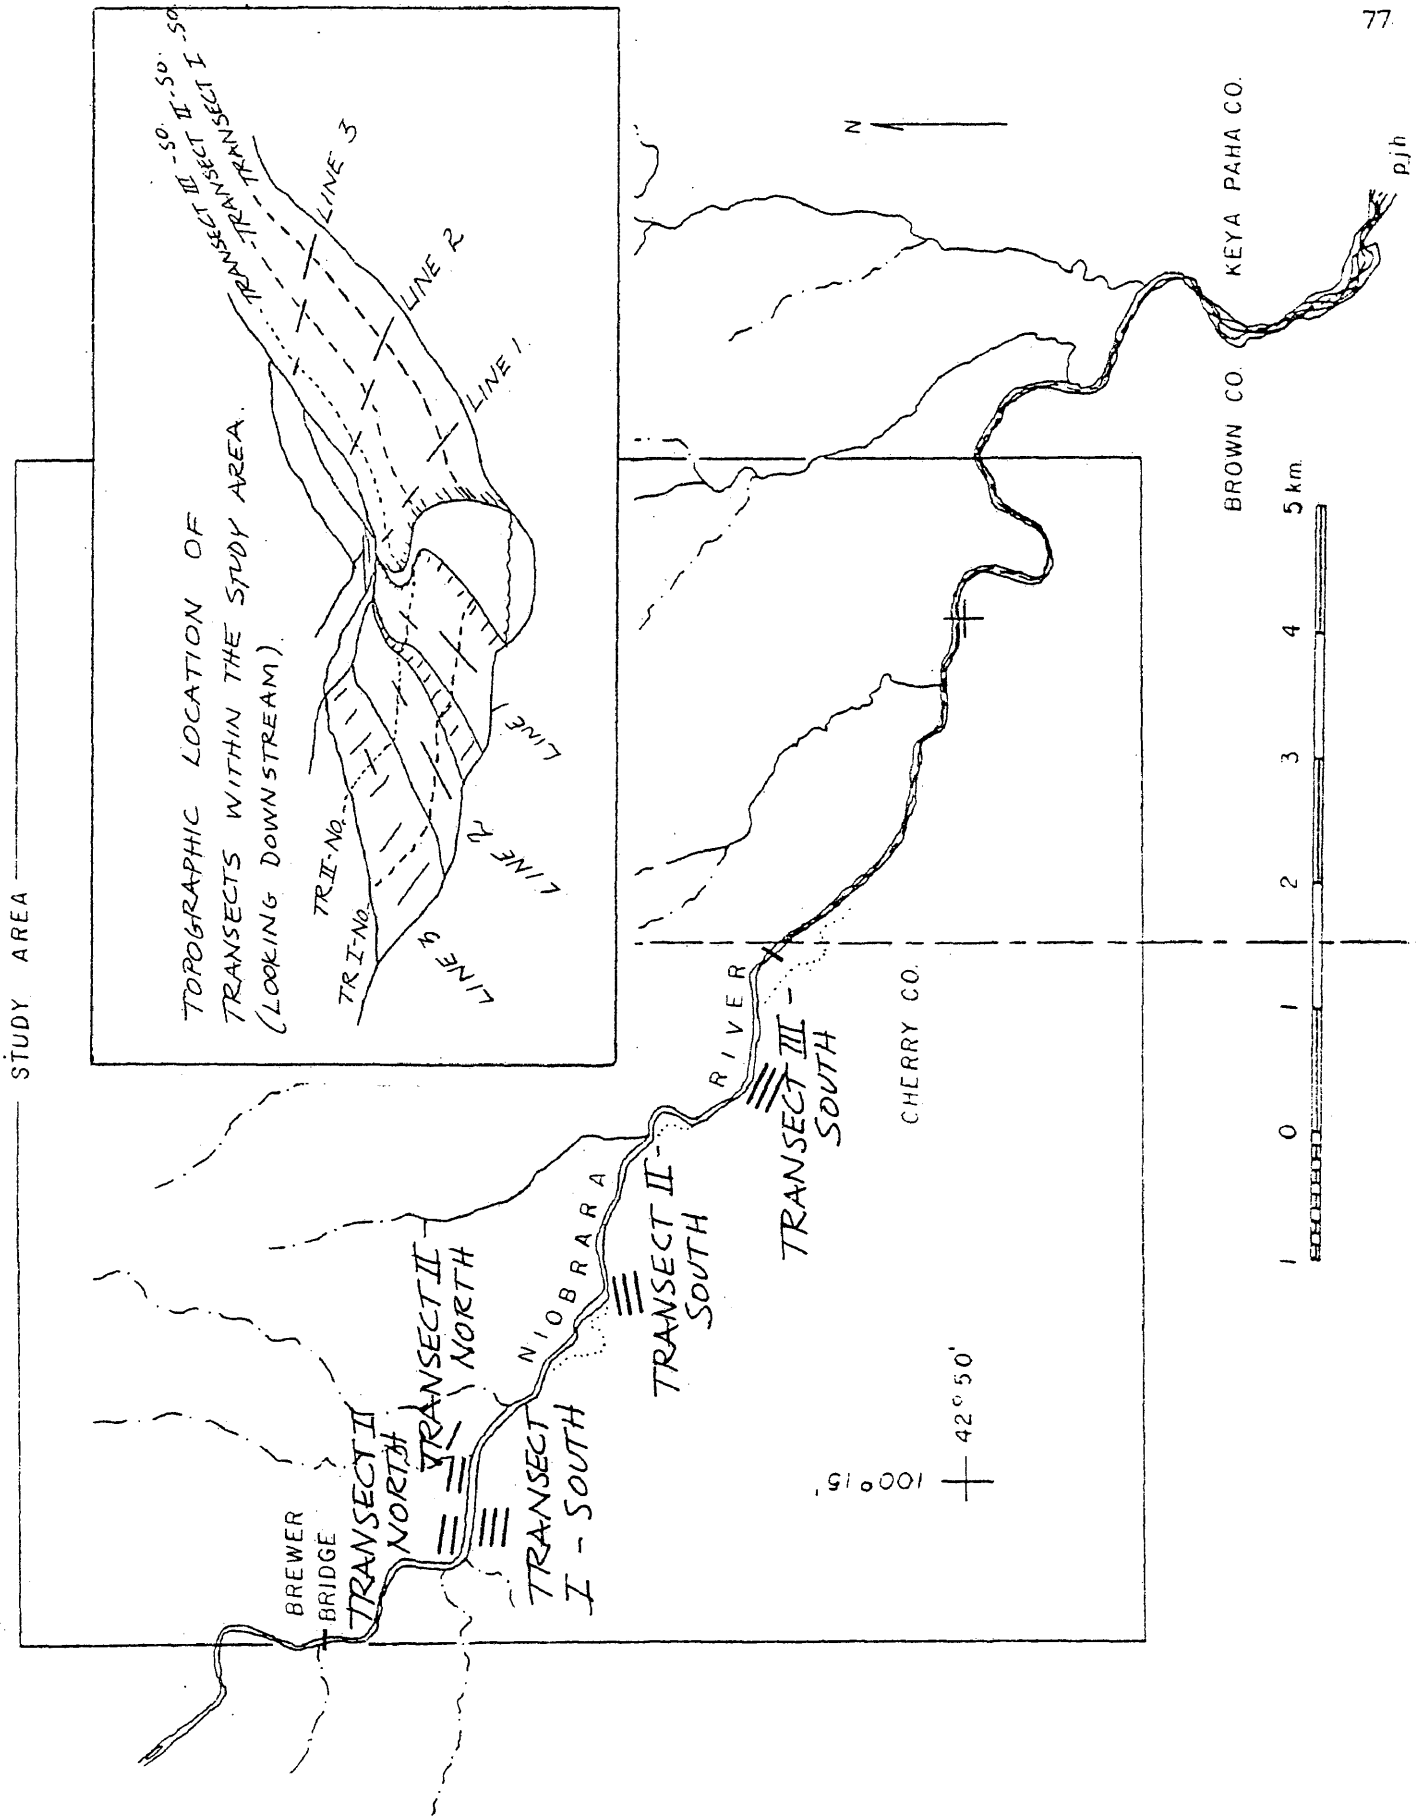 77
STUDY AREA
TOPOGRAPHIC LOCATION OF
TRANSECTS WITHIN THE STUDY AREA.
(LOOKING DOWNSTREAM)
TRANSECT III -SO.
TRANSECT II -SO.
TRANSECT I -SO.
TR II-No.
TR I-No.
LINE 3
LINE 2
LINE 1
LINE 1
LINE 2
LINE 3
N
BREWER
BRIDGE
TRANSECT II
NORTH
TRANSECT II -
NORTH
NIOBRARA
RIVER
TRANSECT
I - SOUTH
TRANSECT II -
SOUTH
TRANSECT III -
SOUTH
CHERRY CO.
BROWN CO.
KEYA PAHA CO.
100° 15'
42° 50'
1 0 1 2 3 4 5 km.
pjh